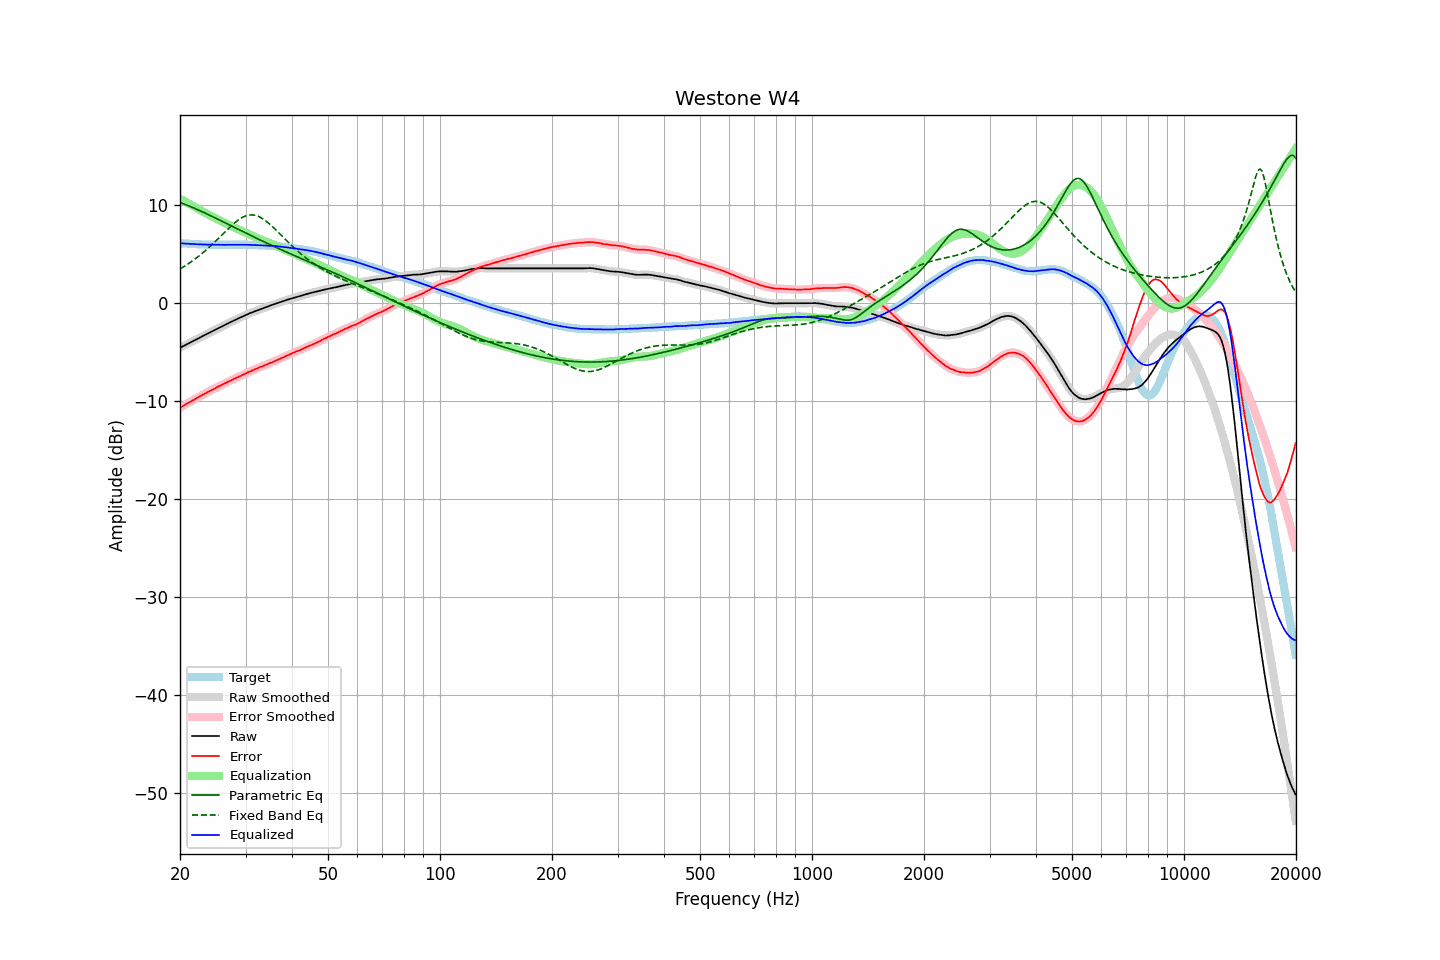 Westone W4
10
0
−10
−20
−30
−40
−50
Amplitude (dBr)
Target
Raw Smoothed
Error Smoothed
Raw
Error
Equalization
Parametric Eq
Fixed Band Eq
Equalized
20 50 100 200 500 1000 2000 5000 10000 20000
Frequency (Hz)